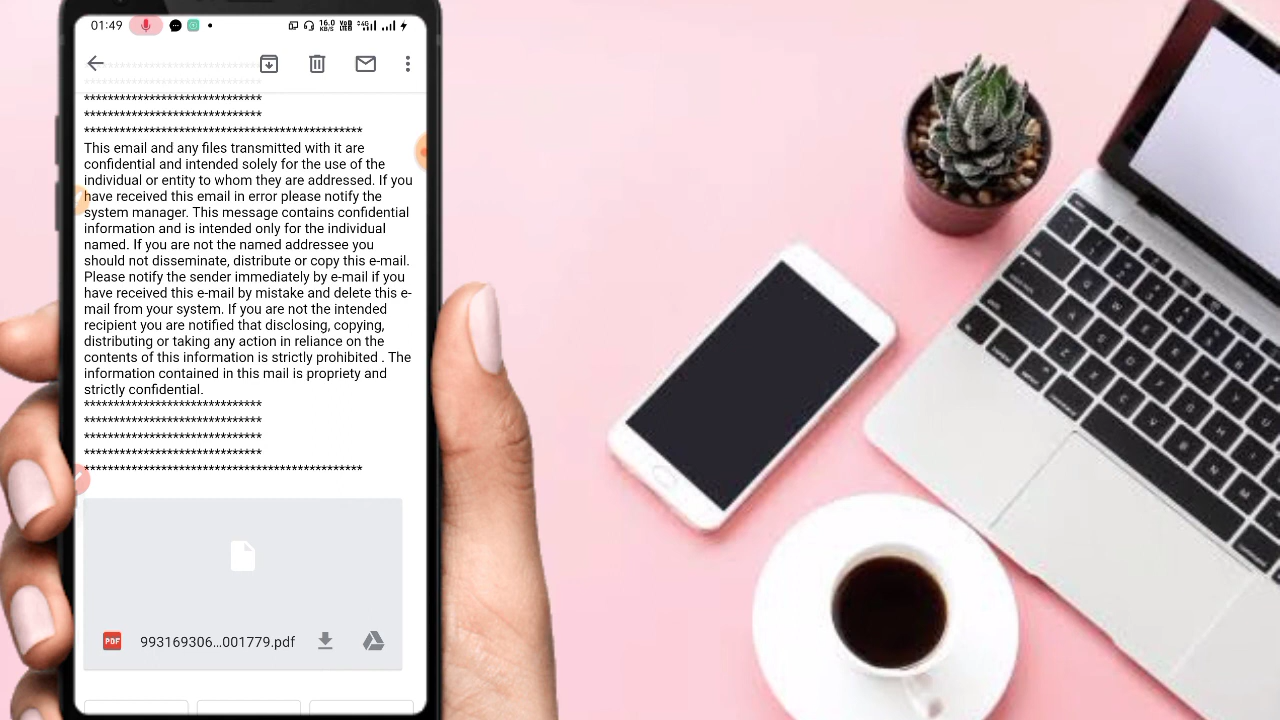 01:49 16.0 KB/S
*****************************
*****************************
**********************************************
This email and any files transmitted with it are
confidential and intended solely for the use of the
individual or entity to whom they are addressed. If you
have received this email in error please notify the
system manager. This message contains confidential
information and is intended only for the individual
named. If you are not the named addressee you
should not disseminate, distribute or copy this e-mail.
Please notify the sender immediately by e-mail if you
have received this e-mail by mistake and delete this e-
mail from your system. If you are not the intended
recipient you are notified that disclosing, copying,
distributing or taking any action in reliance on the
contents of this information is strictly prohibited . The
information contained in this mail is propriety and
strictly confidential.
*****************************
*****************************
*****************************
*****************************
**********************************************
PDF 993169306...001779.pdf